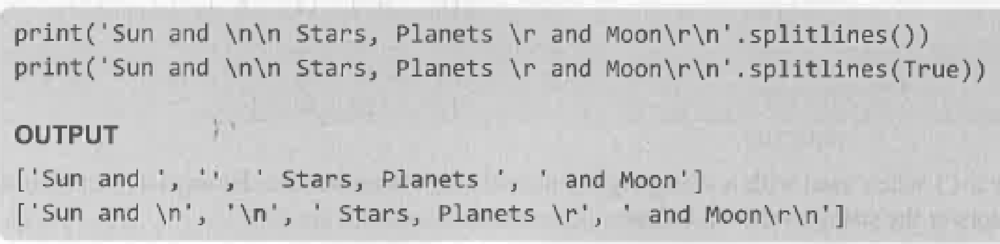 print('Sun and \n\n Stars, Planets \r and Moon\r\n'.splitlines())
print('Sun and \n\n Stars, Planets \r and Moon\r\n'.splitlines(True))
OUTPUT
['Sun and ', '', ' Stars, Planets ', ' and Moon']
['Sun and \n', '\n', ' Stars, Planets \r', ' and Moon\r\n']